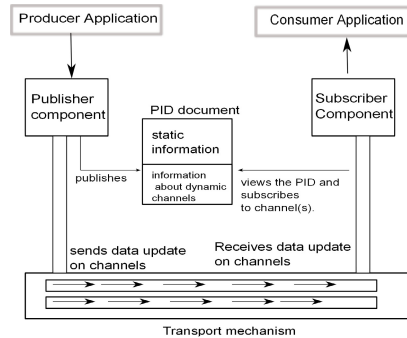 Producer Application
Consumer Application
Publisher
component
PID document
static
information
information
about dynamic
channels
Subscriber
Component
publishes
views the PID and
subscribes
to channel(s).
sends data update
on channels
Receives data update
on channels
Transport mechanism